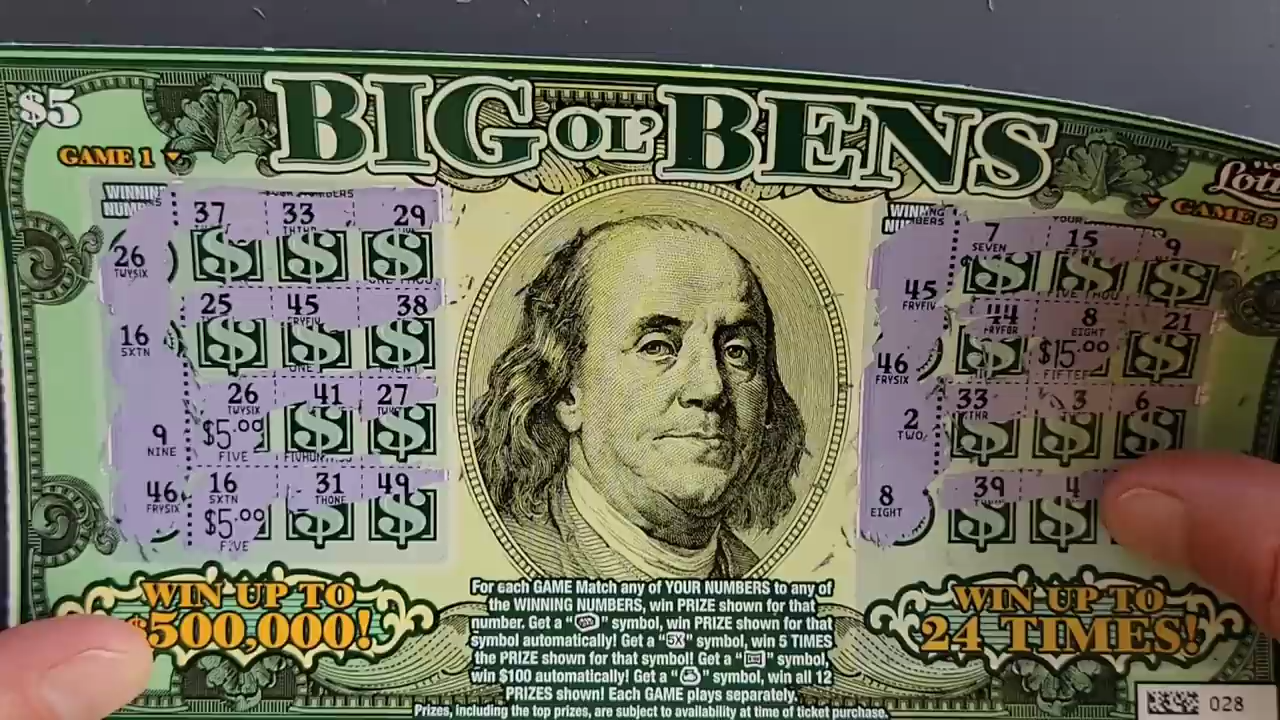 $5
BIG OL' BENS
GAME 1
GAME 2
WINNING
37 33 29
26
TWYSIX
25 45 38
FRYFIV
16
SXTN
26 41 27
TWYSIX
$5.00
FIVE
9
NINE
16 31 49
SXTN THONE
46
FRYSIX
$5.00
FIVE
WINNING
7 15 9
SEVEN
45
FRYFIV
44 8 21
FRYFOR EIGHT
$15.00
46
FRYSIX
33 3 6
2
TWO
39 4
8
EIGHT
WIN UP TO
$500,000!
For each GAME Match any of YOUR NUMBERS to any of
the WINNING NUMBERS, win PRIZE shown for that
number. Get a " " symbol, win PRIZE shown for that
symbol automatically! Get a "5X" symbol, win 5 TIMES
the PRIZE shown for that symbol! Get a " " symbol,
win $100 automatically! Get a " " symbol, win all 12
PRIZES shown! Each GAME plays separately.
Prizes, including the top prizes, are subject to availability at time of ticket purchase.
WIN UP TO
24 TIMES!
028